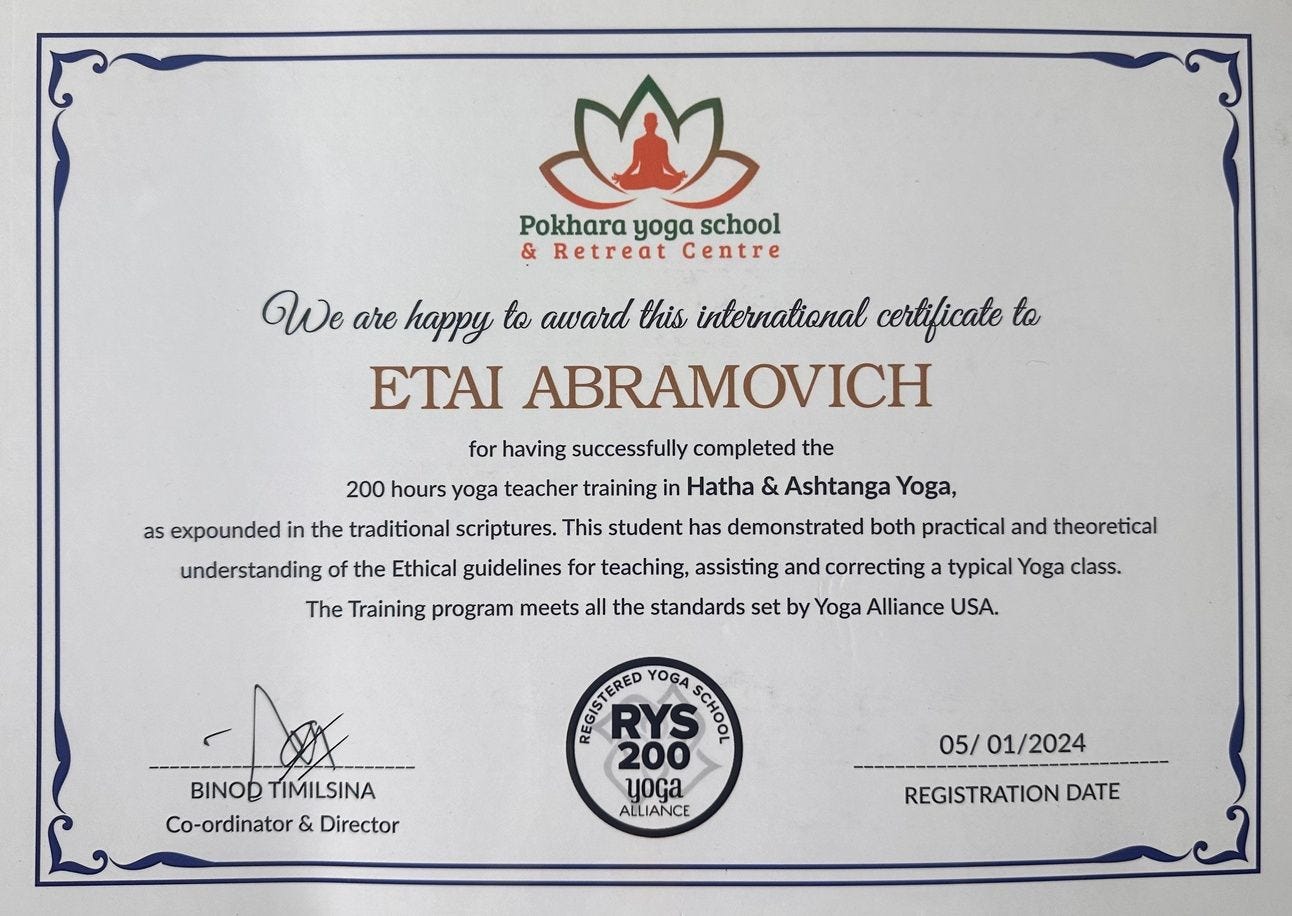 Pokhara yoga school
& Retreat Centre
We are happy to award this international certificate to
ETAI ABRAMOVICH
for having successfully completed the
200 hours yoga teacher training in Hatha & Ashtanga Yoga,
as expounded in the traditional scriptures. This student has demonstrated both practical and theoretical
understanding of the Ethical guidelines for teaching, assisting and correcting a typical Yoga class.
The Training program meets all the standards set by Yoga Alliance USA.
BINOD TIMILSINA
Co-ordinator & Director
REGISTERED YOGA SCHOOL
RYS
200
yoga
ALLIANCE
05/ 01/2024
REGISTRATION DATE